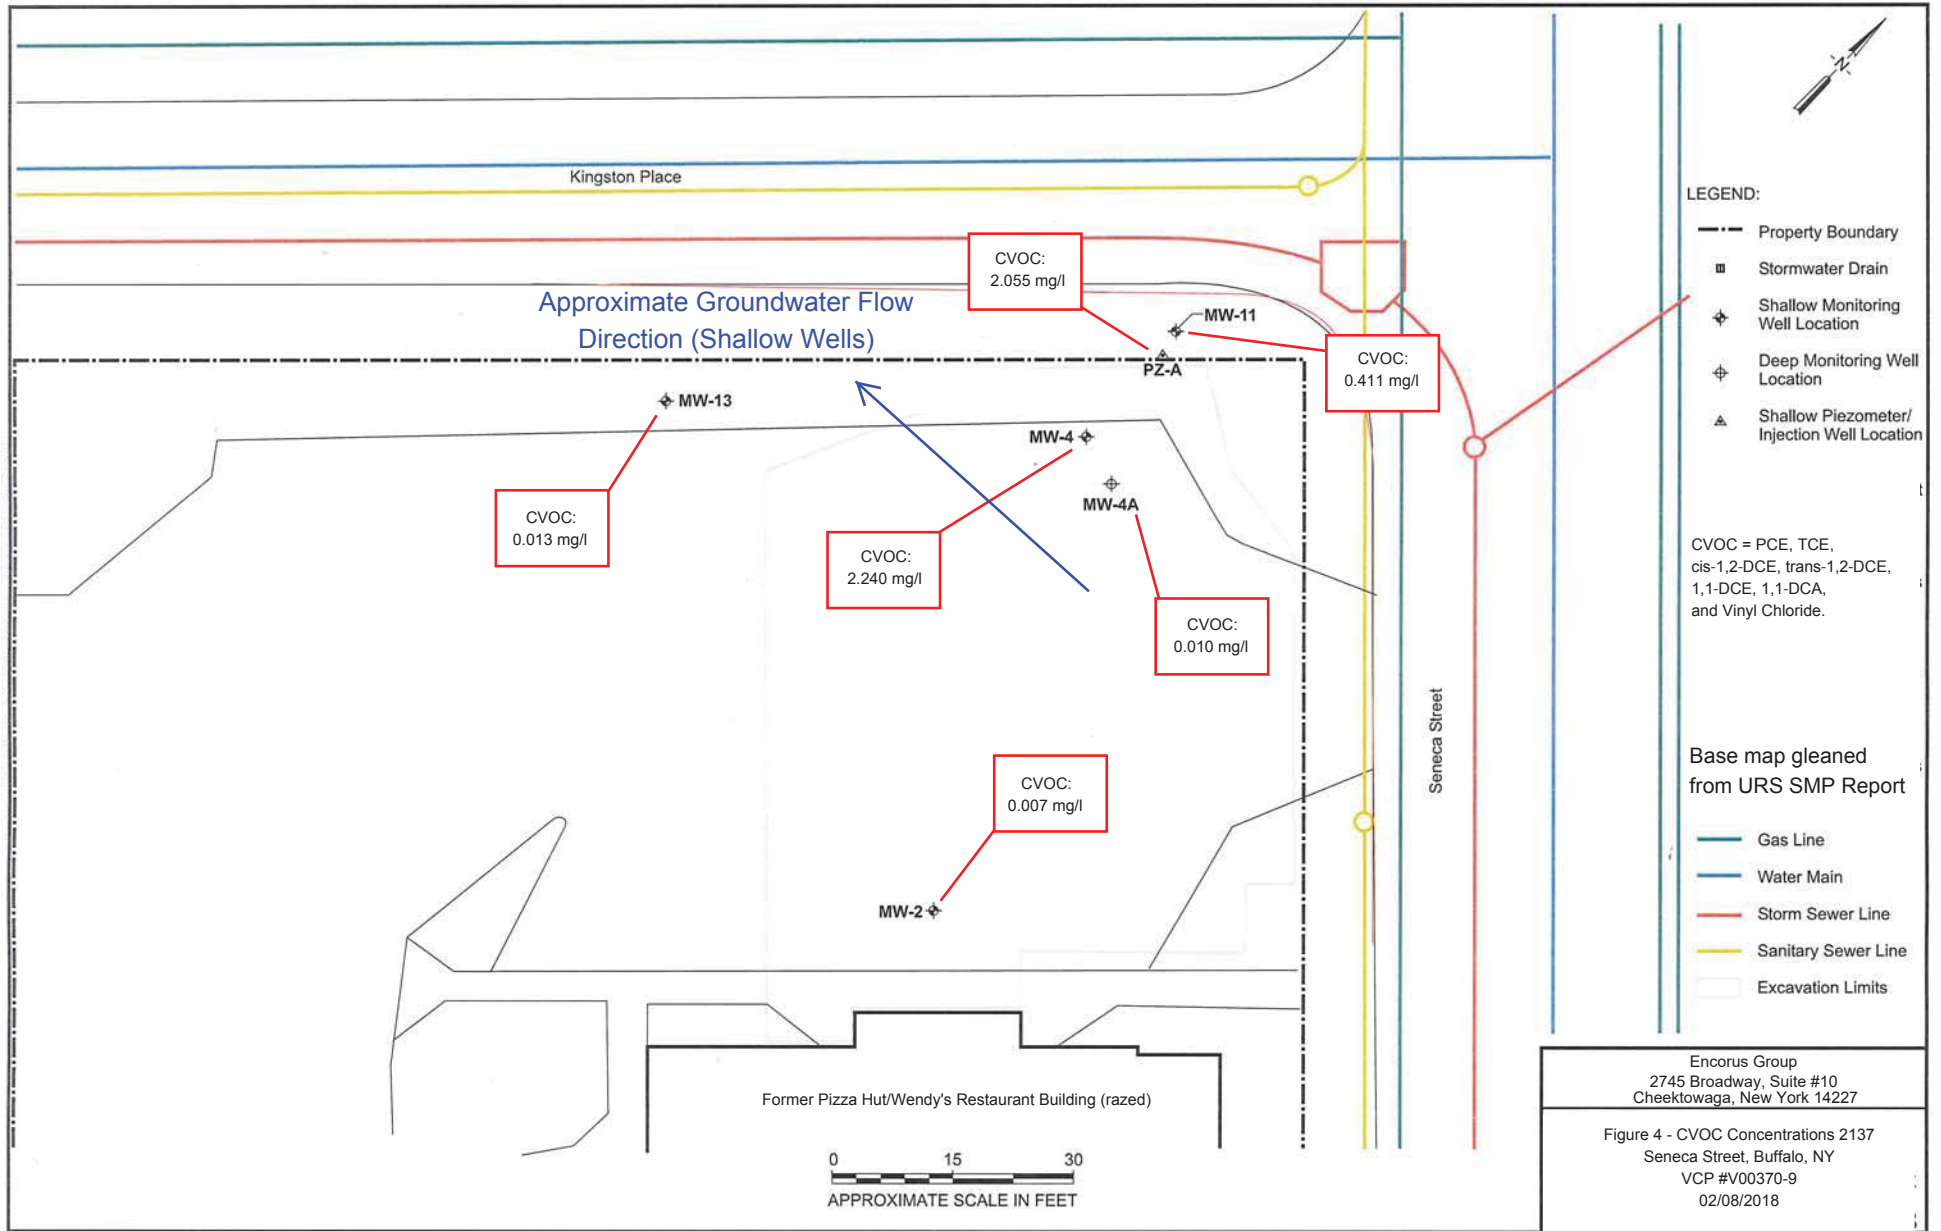 N
Kingston Place
CVOC:
2.055 mg/l
Approximate Groundwater Flow
Direction (Shallow Wells)
MW-11
PZ-A
CVOC:
0.411 mg/l
MW-13
MW-4
MW-4A
CVOC:
0.013 mg/l
CVOC:
2.240 mg/l
CVOC:
0.010 mg/l
CVOC:
0.007 mg/l
MW-2
Seneca Street
Former Pizza Hut/Wendy's Restaurant Building (razed)
0 15 30
APPROXIMATE SCALE IN FEET
LEGEND:
Property Boundary
Stormwater Drain
Shallow Monitoring
Well Location
Deep Monitoring Well
Location
Shallow Piezometer/
Injection Well Location
CVOC = PCE, TCE,
cis-1,2-DCE, trans-1,2-DCE,
1,1-DCE, 1,1-DCA,
and Vinyl Chloride.
Base map gleaned
from URS SMP Report
Gas Line
Water Main
Storm Sewer Line
Sanitary Sewer Line
Excavation Limits
Encorus Group
2745 Broadway, Suite #10
Cheektowaga, New York 14227
Figure 4 - CVOC Concentrations 2137
Seneca Street, Buffalo, NY
VCP #V00370-9
02/08/2018